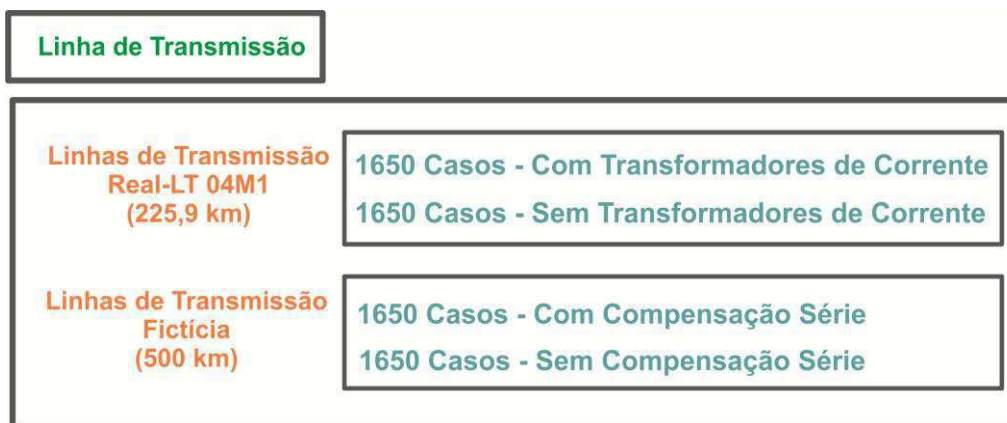 Linha de Transmissão
Linhas de Transmissão
Real-LT 04M1
(225,9 km)
1650 Casos - Com Transformadores de Corrente
1650 Casos - Sem Transformadores de Corrente
Linhas de Transmissão
Fictícia
(500 km)
1650 Casos - Com Compensação Série
1650 Casos - Sem Compensação Série